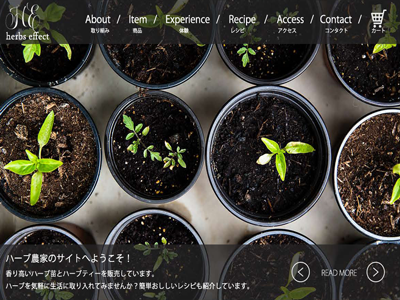 HE
herbs effect
About / Item / Experience / Recipe / Access / Contact /
取り組み 商品 体験 レシピ アクセス コンタクト カート
ハーブ農家のサイトへようこそ！
香り高いハーブ苗とハーブティーを販売しています。
ハーブを気軽に生活に取り入れてみませんか？簡単おしいしレシピも紹介しています。
READ MORE